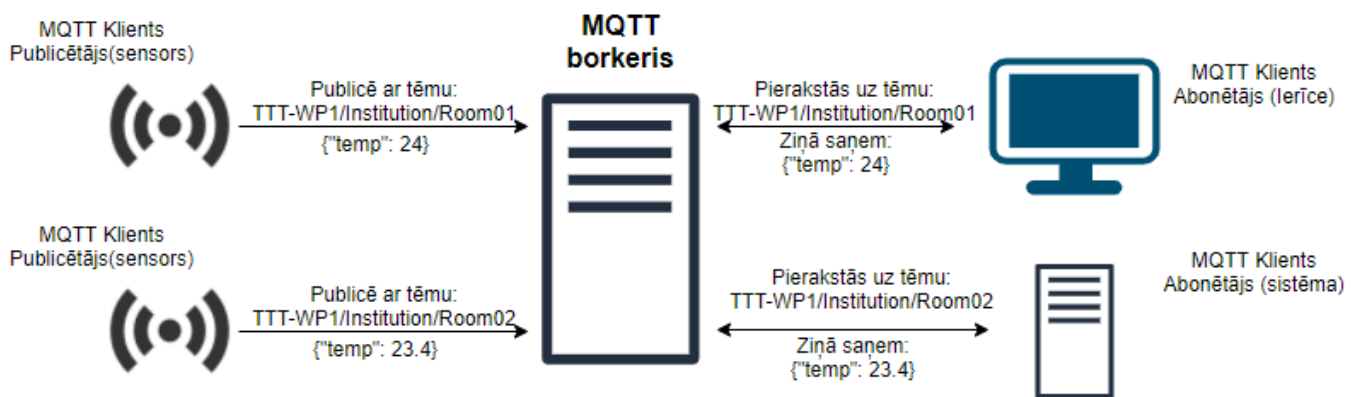 MQTT Klients
Publicētājs(sensors)
Publicē ar tēmu:
TTT-WP1/Institution/Room01
{"temp": 24}
MQTT
borkeris
Pierakstās uz tēmu:
TTT-WP1/Institution/Room01
Ziņā saņem:
{"temp": 24}
MQTT Klients
Abonētājs (Ierīce)
MQTT Klients
Publicētājs(sensors)
Publicē ar tēmu:
TTT-WP1/Institution/Room02
{"temp": 23.4}
Pierakstās uz tēmu:
TTT-WP1/Institution/Room02
Ziņā saņem:
{"temp": 23.4}
MQTT Klients
Abonētājs (sistēma)